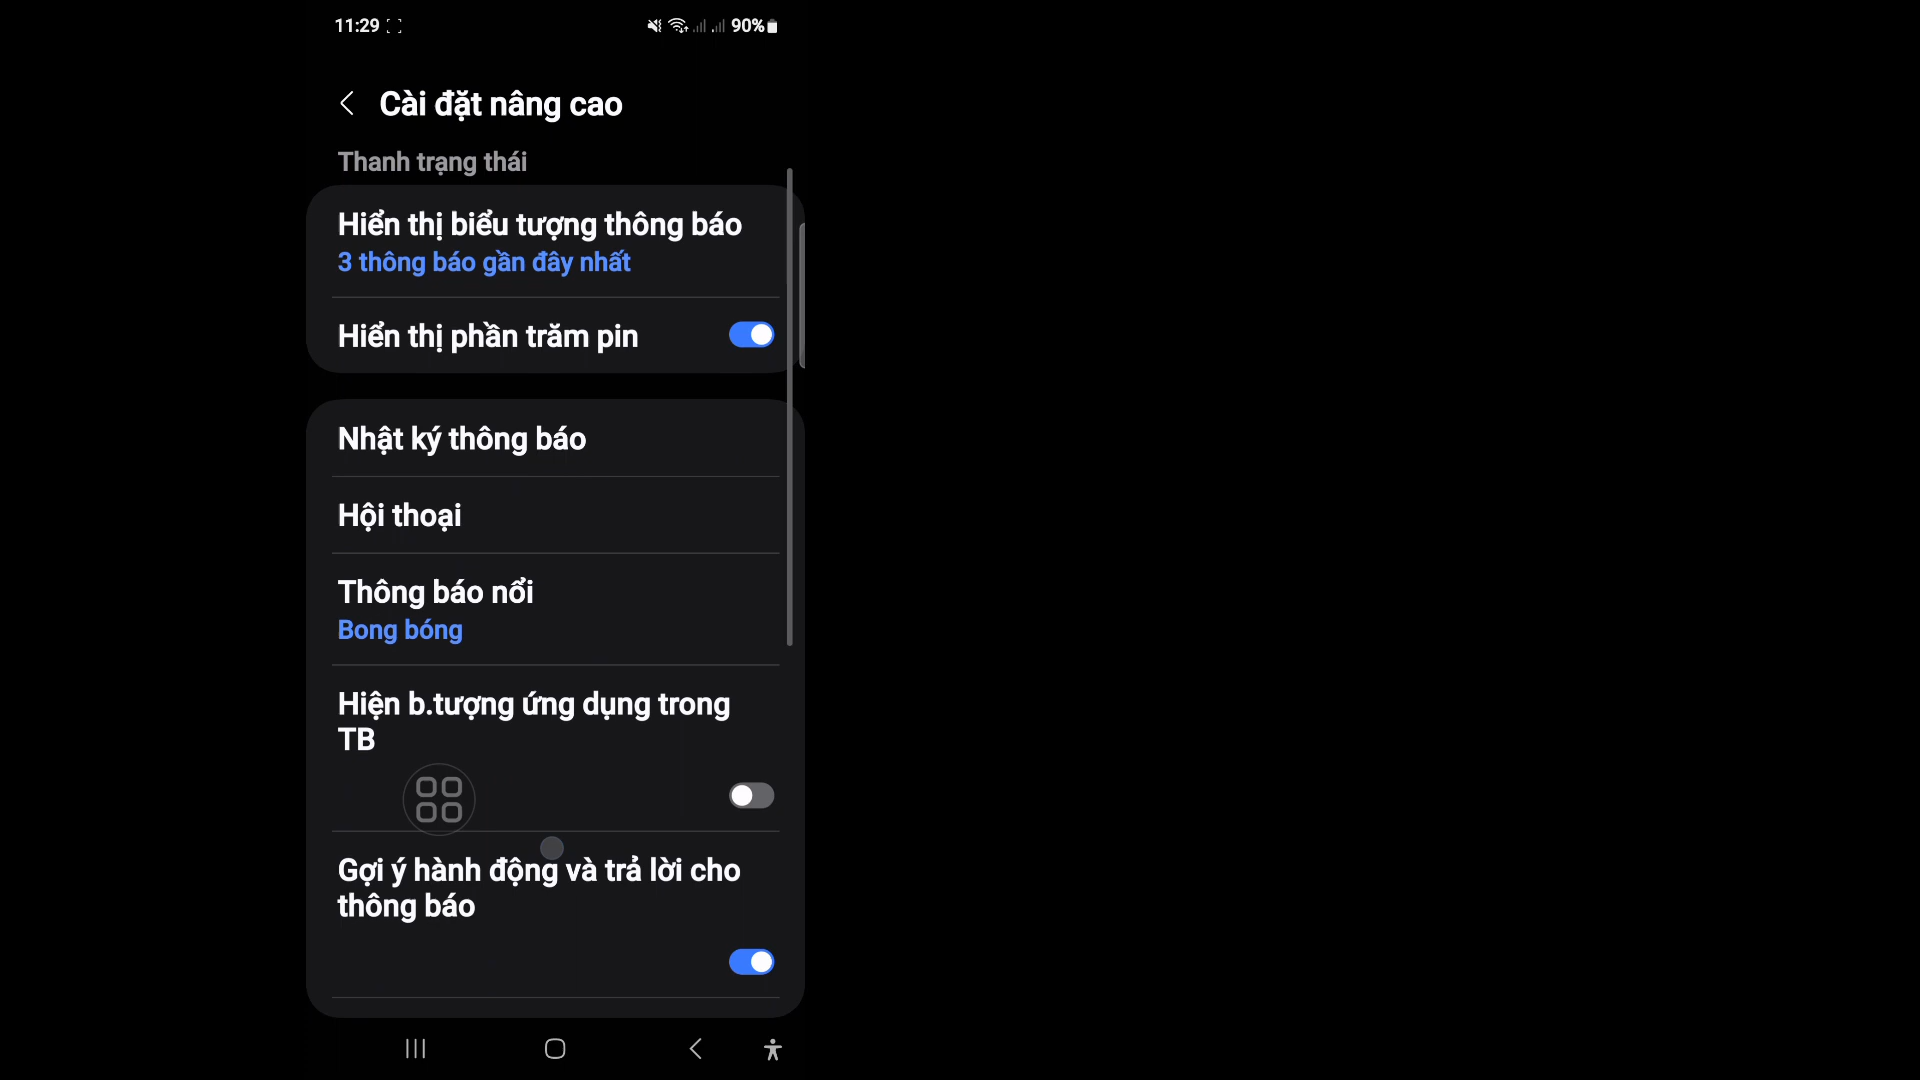 11:29
90%
Cài đặt nâng cao
Thanh trạng thái
Hiển thị biểu tượng thông báo
3 thông báo gần đây nhất
Hiển thị phần trăm pin
Nhật ký thông báo
Hội thoại
Thông báo nổi
Bong bóng
Hiện b.tượng ứng dụng trong
TB
Gợi ý hành động và trả lời cho
thông báo